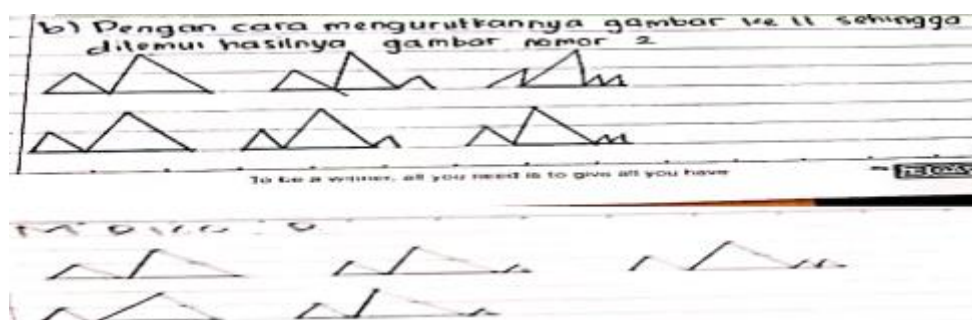 b) Dengan cara mengurutkannya gambar ke 11 sehingga
ditemui hasilnya gambar nomor 2
To be a winner, all you need is to give all you have